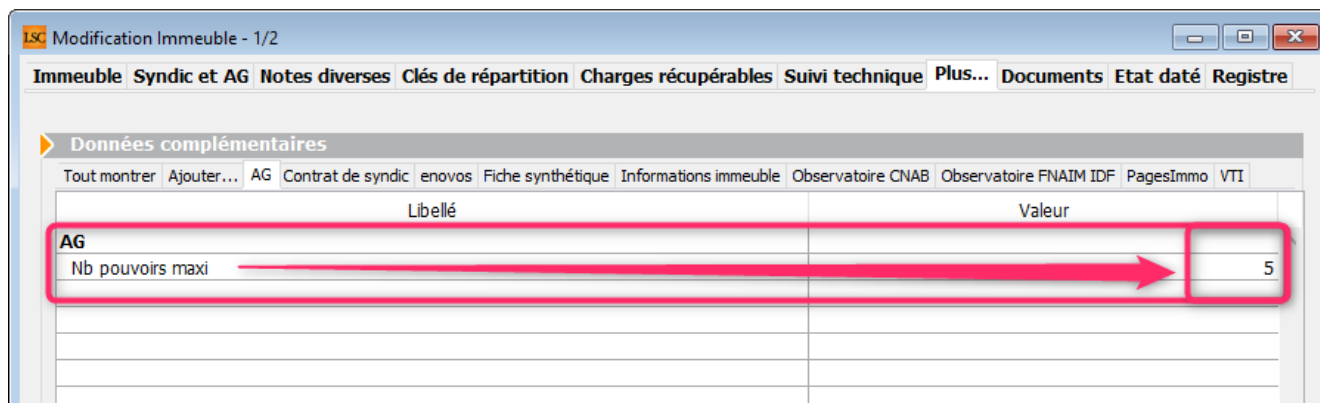 LSC Modification Immeuble - 1/2
Immeuble Syndic et AG Notes diverses Clés de répartition Charges récupérables Suivi technique Plus... Documents Etat daté Registre
Données complémentaires
Tout montrer Ajouter... AG Contrat de syndic enovos Fiche synthétique Informations immeuble Observatoire CNAB Observatoire FNAIM IDF PagesImmo VTI
Libellé Valeur
AG
Nb pouvoirs maxi 5